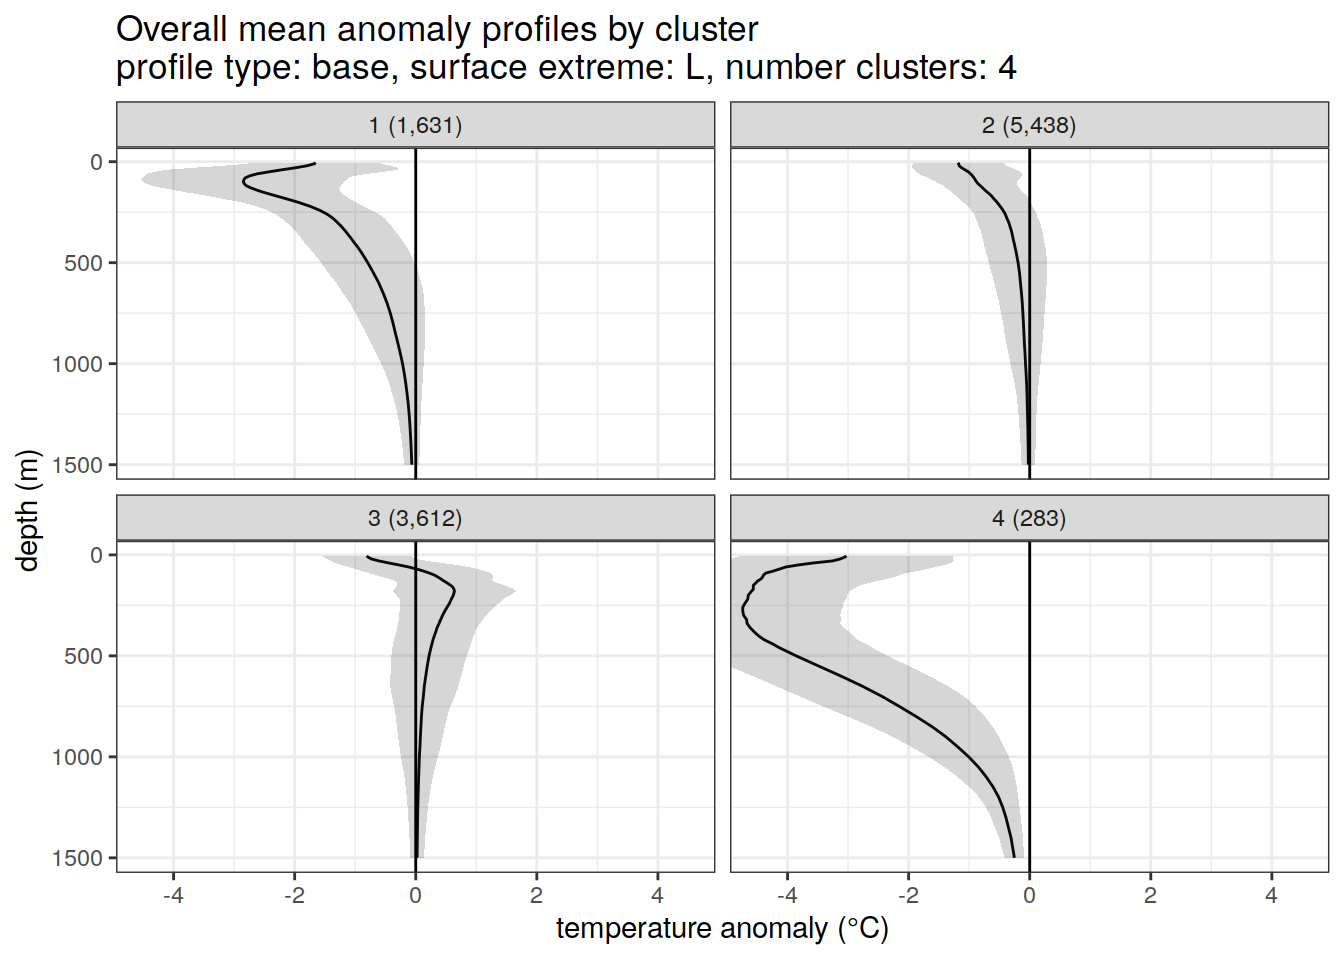 Overall mean anomaly profiles by cluster
profile type: base, surface extreme: L, number clusters: 4
1 (1,631)
2 (5,438)
0
500
1000
1500
3 (3,612)
4 (283)
0
500
1000
1500
depth (m)
-4 -2 0 2 4
-4 -2 0 2 4
temperature anomaly (°C)